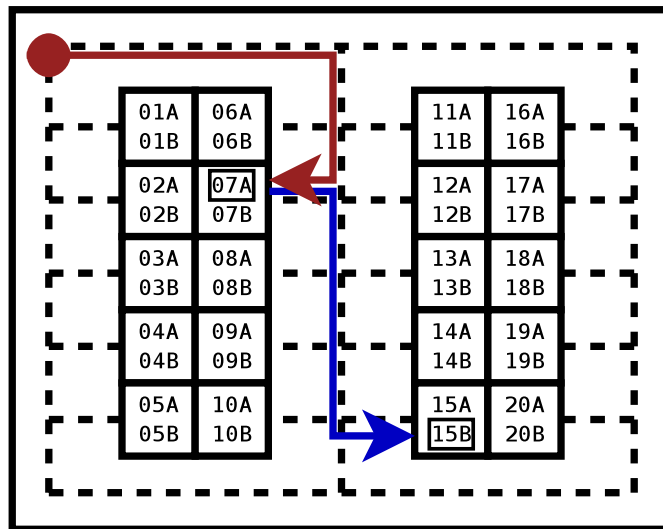 01A 06A 11A 16A
01B 06B 11B 16B
02A 07A 12A 17A
02B 07B 12B 17B
03A 08A 13A 18A
03B 08B 13B 18B
04A 09A 14A 19A
04B 09B 14B 19B
05A 10A 15A 20A
05B 10B 15B 20B